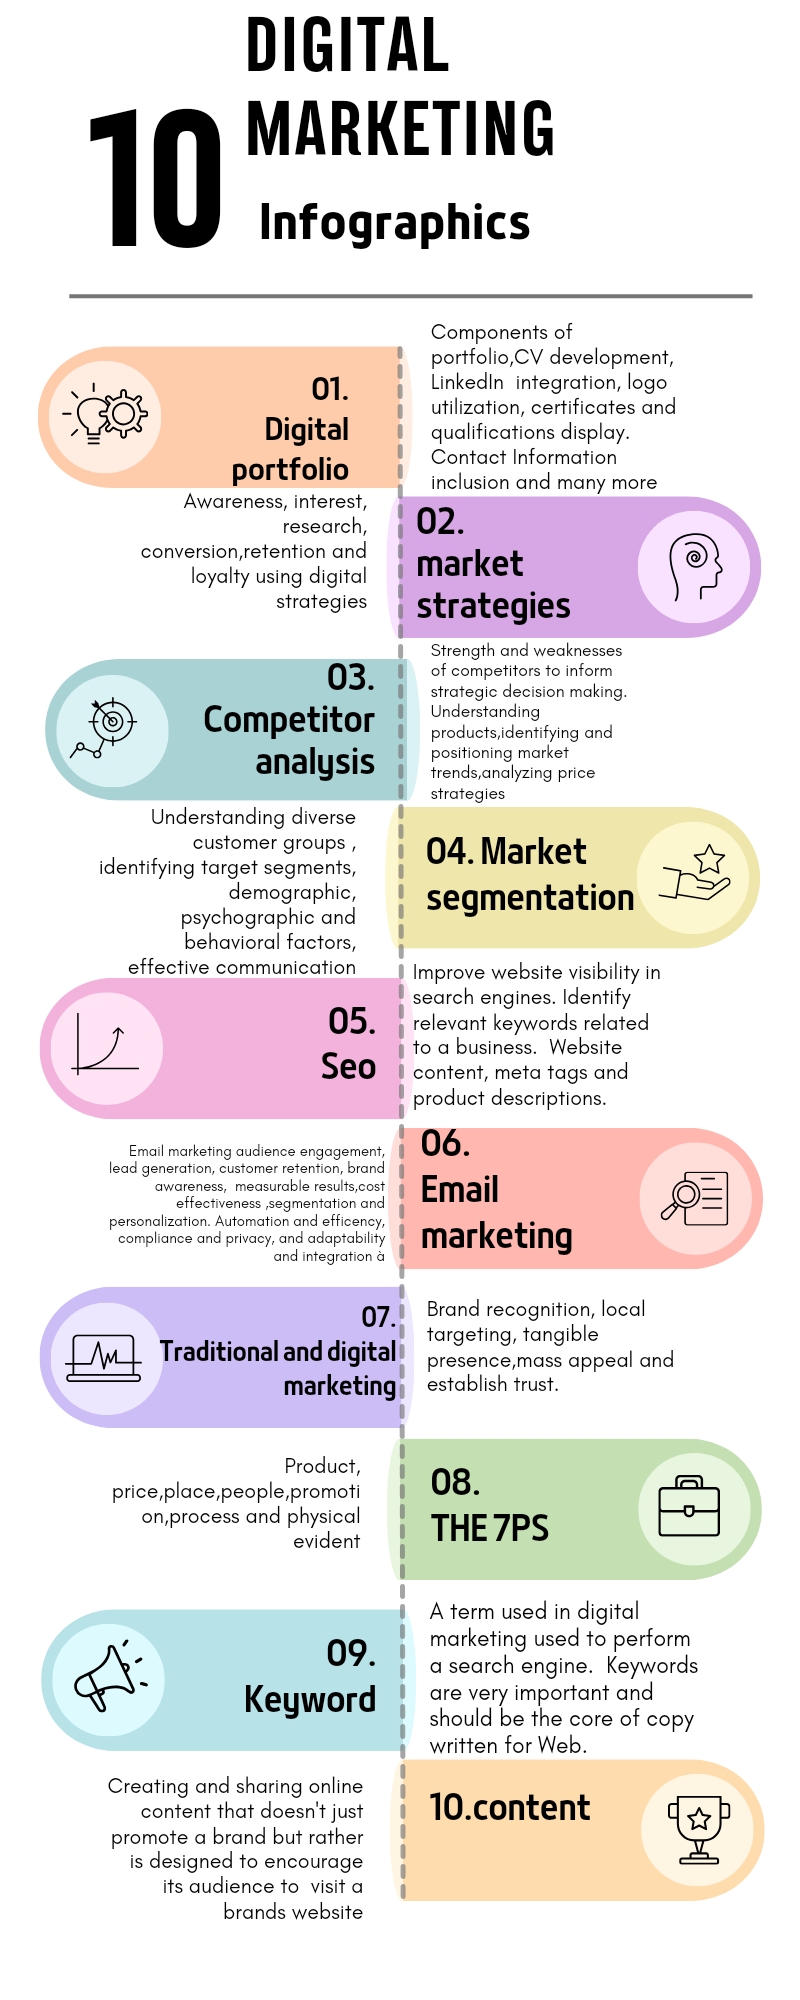 DIGITAL
MARKETING
10
Infographics
01.
Digital
portfolio
Components of
portfolio,CV development,
LinkedIn  integration, logo
utilization, certificates and
qualifications display.
Contact Information
inclusion and many more
02.
market
strategies
Awareness, interest,
research,
conversion,retention and
loyalty using digital
strategies
03.
Competitor
analysis
Strength and weaknesses
of competitors to inform
strategic decision making.
Understanding
products,identifying and
positioning market
trends,analyzing price
strategies
04. Market
segmentation
Understanding diverse
customer groups ,
identifying target segments,
demographic,
psychographic and
behavioral factors,
effective communication
05.
Seo
Improve website visibility in
search engines. Identify
relevant keywords related
to a business.  Website
content, meta tags and
product descriptions.
06.
Email
marketing
Email marketing audience engagement,
lead generation, customer retention, brand
awareness,  measurable results,cost
effectiveness ,segmentation and
personalization. Automation and efficency,
compliance and privacy, and adaptability
and integration à
07.
Traditional and digital
marketing
Brand recognition, local
targeting, tangible
presence,mass appeal and
establish trust.
08.
THE 7PS
Product,
price,place,people,promoti
on,process and physical
evident
09.
Keyword
A term used in digital
marketing used to perform
a search engine.  Keywords
are very important and
should be the core of copy
written for Web.
10.content
Creating and sharing online
content that doesn't just
promote a brand but rather
is designed to encourage
its audience to  visit a
brands website